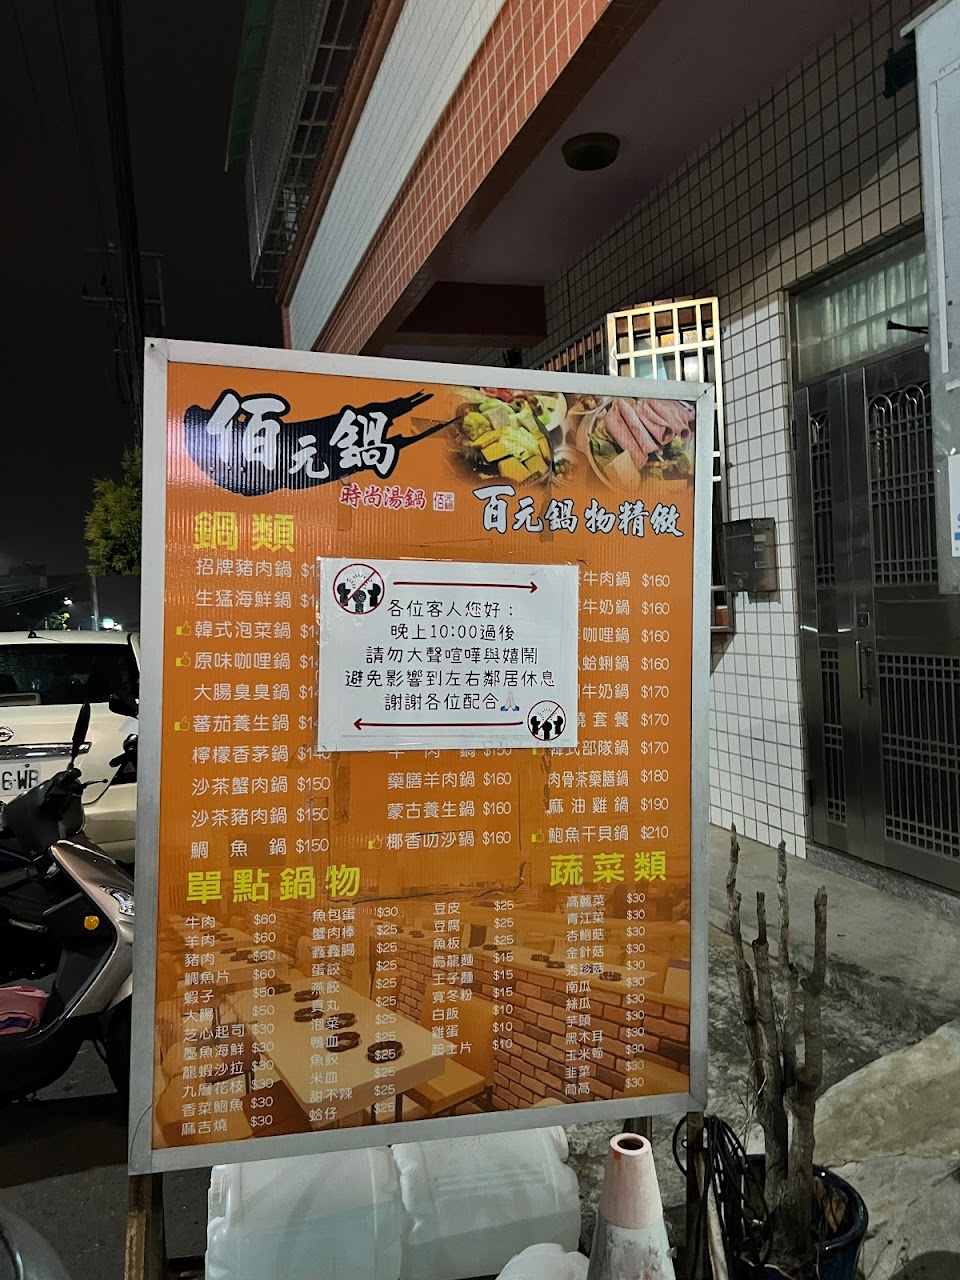 佰元鍋
時尚湯鍋 佰元鍋
百元鍋物精緻
鍋類
招牌豬肉鍋
生猛海鮮鍋
韓式泡菜鍋
原味咖哩鍋
大腸臭臭鍋
蕃茄養生鍋
檸檬香茅鍋 $140
沙茶蟹肉鍋 $150
沙茶豬肉鍋 $150
鯛魚鍋 $150
各位客人您好：
晚上10:00過後
請勿大聲喧嘩與嬉鬧
避免影響到左右鄰居休息
謝謝各位配合🙏🏻
牛肉鍋 $150
藥膳羊肉鍋 $160
蒙古養生鍋 $160
椰香叻沙鍋 $160
牛肉鍋 $160
牛奶鍋 $160
咖哩鍋 $160
蛤蜊鍋 $160
牛奶鍋 $170
燒套餐 $170
韓式部隊鍋 $170
肉骨茶藥膳鍋 $180
麻油雞鍋 $190
鮑魚干貝鍋 $210
單點鍋物
牛肉 $60
羊肉 $60
豬肉 $60
鯛魚片 $60
蝦子 $50
大腸 $50
芝心起司 $30
墨魚海鮮 $30
龍蝦沙拉 $30
九層花枝 $30
香菜鮑魚 $30
麻吉燒 $30
魚包蛋 $30
蟹肉棒 $25
鑫鑫腸 $25
蛋餃 $25
燕餃 $25
貢丸 $25
泡菜 $25
鴨血 $25
魚餃 $25
米血 $25
甜不辣 $25
蛤仔 $25
豆皮 $25
豆腐 $25
魚板 $25
烏龍麵 $15
王子麵 $15
寬冬粉 $15
白飯 $10
雞蛋 $10
起士片 $10
蔬菜類
高麗菜 $30
青江菜 $30
杏鮑菇 $30
金針菇 $30
秀珍菇 $30
南瓜 $30
絲瓜 $30
芋頭 $30
黑木耳 $30
玉米筍 $30
韭菜 $30
茼萵 $30